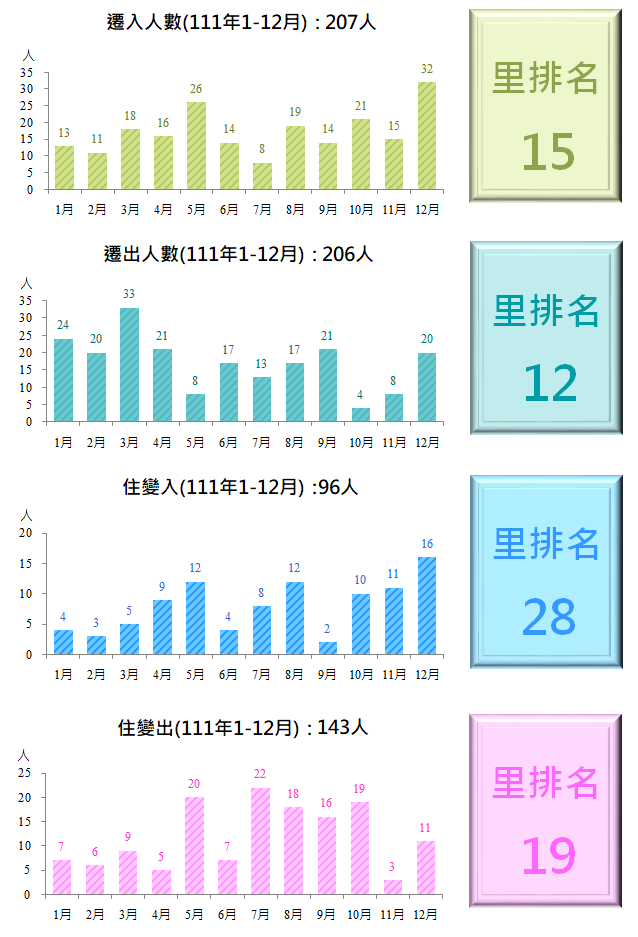 遷入人數(111年1-12月) : 207人
人
35
30
25
20
15
10
5
0
13 11 18 16 26 14 8 19 14 21 15 32
1月 2月 3月 4月 5月 6月 7月 8月 9月 10月 11月 12月
里排名
15
遷出人數(111年1-12月) : 206人
人
35
30
25
20
15
10
5
0
24 20 33 21 8 17 13 17 21 4 8 20
1月 2月 3月 4月 5月 6月 7月 8月 9月 10月 11月 12月
里排名
12
住變入(111年1-12月) :96人
人
20
15
10
5
0
4 3 5 9 12 4 8 12 2 10 11 16
1月 2月 3月 4月 5月 6月 7月 8月 9月 10月 11月 12月
里排名
28
住變出(111年1-12月) : 143人
人
25
20
15
10
5
0
7 6 9 5 20 7 22 18 16 19 3 11
1月 2月 3月 4月 5月 6月 7月 8月 9月 10月 11月 12月
里排名
19